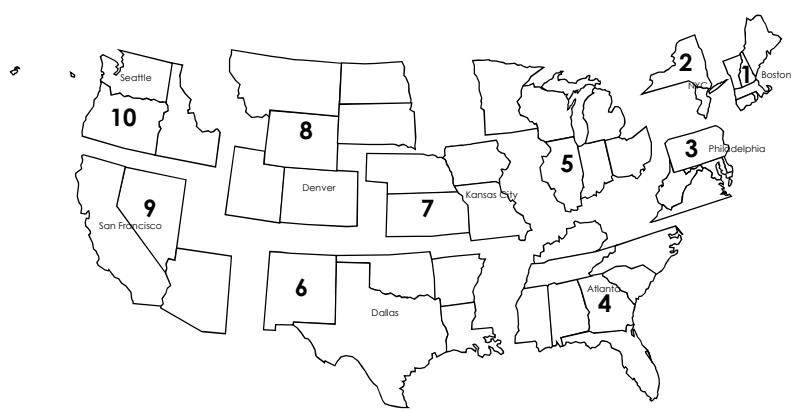 2
1
Boston
Seattle
NYC
10
8
3
Philadelphia
5
Denver
Kansas City
9
7
San Francisco
6
Atlanta
4
Dallas